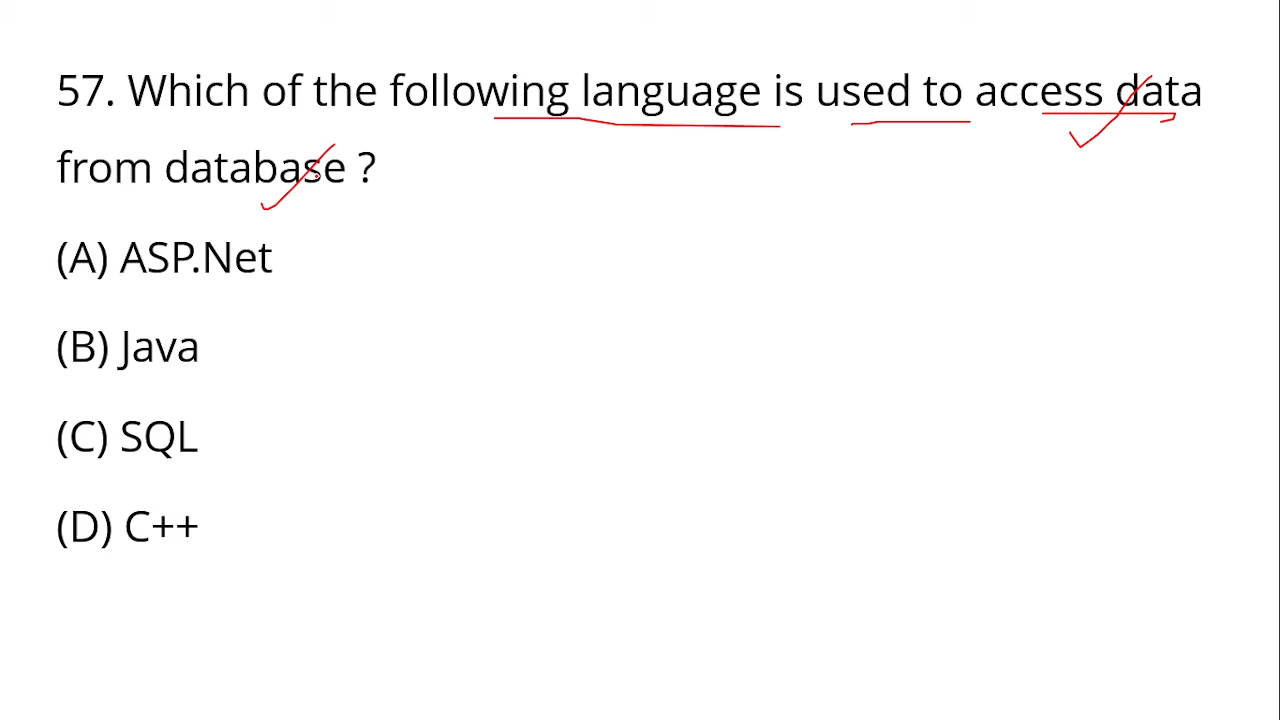 57. Which of the following language is used to access data
from database ?
(A) ASP.Net
(B) Java
(C) SQL
(D) C++